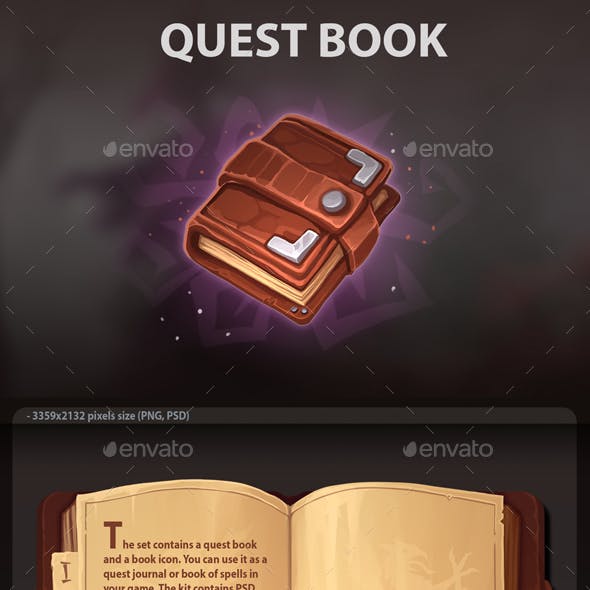 QUEST BOOK
envato envato
- 3359x2132 pixels size (PNG, PSD)
envato envato
The set contains a quest book
and a book icon. You can use it as a
quest journal or book of spells in
your game. The kit contains PSD
I